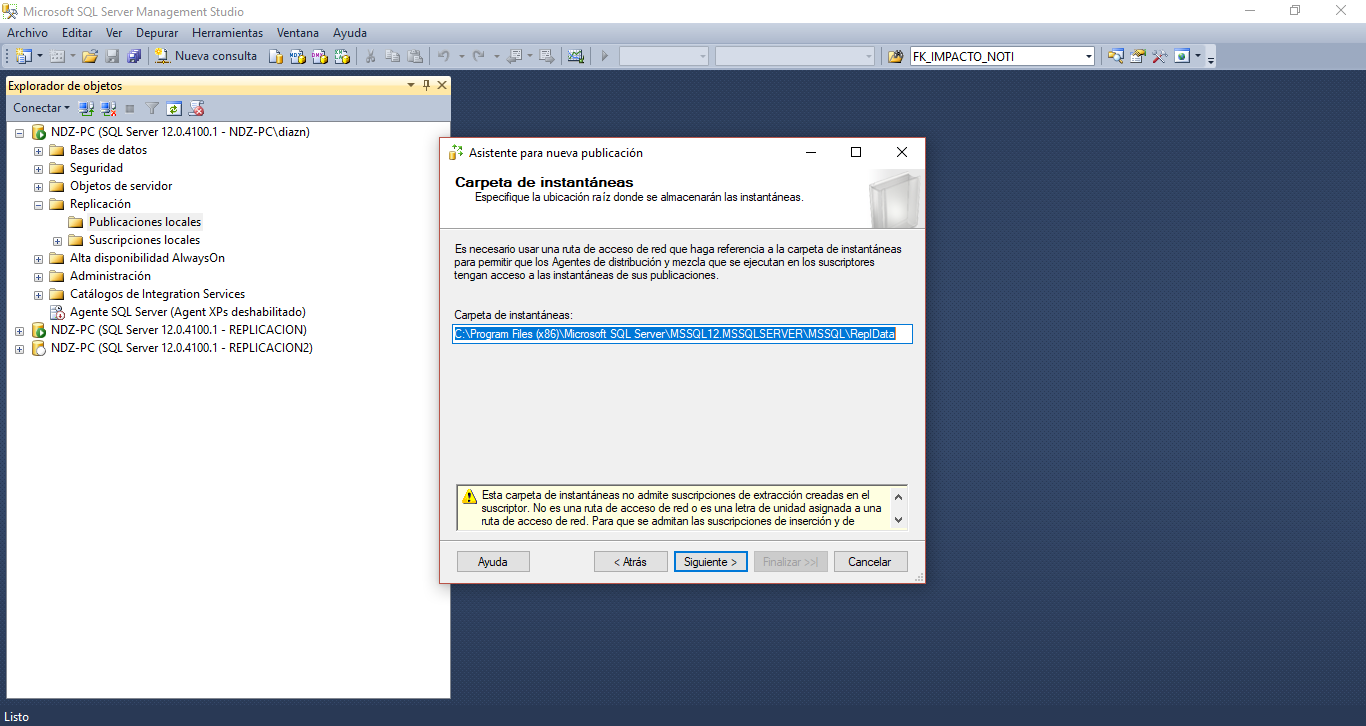 Microsoft SQL Server Management Studio
Archivo Editar Ver Depurar Herramientas Ventana Ayuda
Nueva consulta FK_IMPACTO_NOTI
Explorador de objetos
Conectar
NDZ-PC (SQL Server 12.0.4100.1 - NDZ-PC\diazn)
Bases de datos
Seguridad
Objetos de servidor
Replicación
Publicaciones locales
Suscripciones locales
Alta disponibilidad AlwaysOn
Administración
Catálogos de Integration Services
Agente SQL Server (Agent XPs deshabilitado)
NDZ-PC (SQL Server 12.0.4100.1 - REPLICACION)
NDZ-PC (SQL Server 12.0.4100.1 - REPLICACION2)
Asistente para nueva publicación
Carpeta de instantáneas
Especifique la ubicación raíz donde se almacenarán las instantáneas.
Es necesario usar una ruta de acceso de red que haga referencia a la carpeta de instantáneas
para permitir que los Agentes de distribución y mezcla que se ejecutan en los suscriptores
tengan acceso a las instantáneas de sus publicaciones.
Carpeta de instantáneas:
C:\Program Files (x86)\Microsoft SQL Server\MSSQL12.MSSQLSERVER\MSSQL\ReplData
Esta carpeta de instantáneas no admite suscripciones de extracción creadas en el
suscriptor. No es una ruta de acceso de red o es una letra de unidad asignada a una
ruta de acceso de red. Para que se admitan las suscripciones de inserción y de
Ayuda < Atrás Siguiente > Finalizar >>| Cancelar
Listo